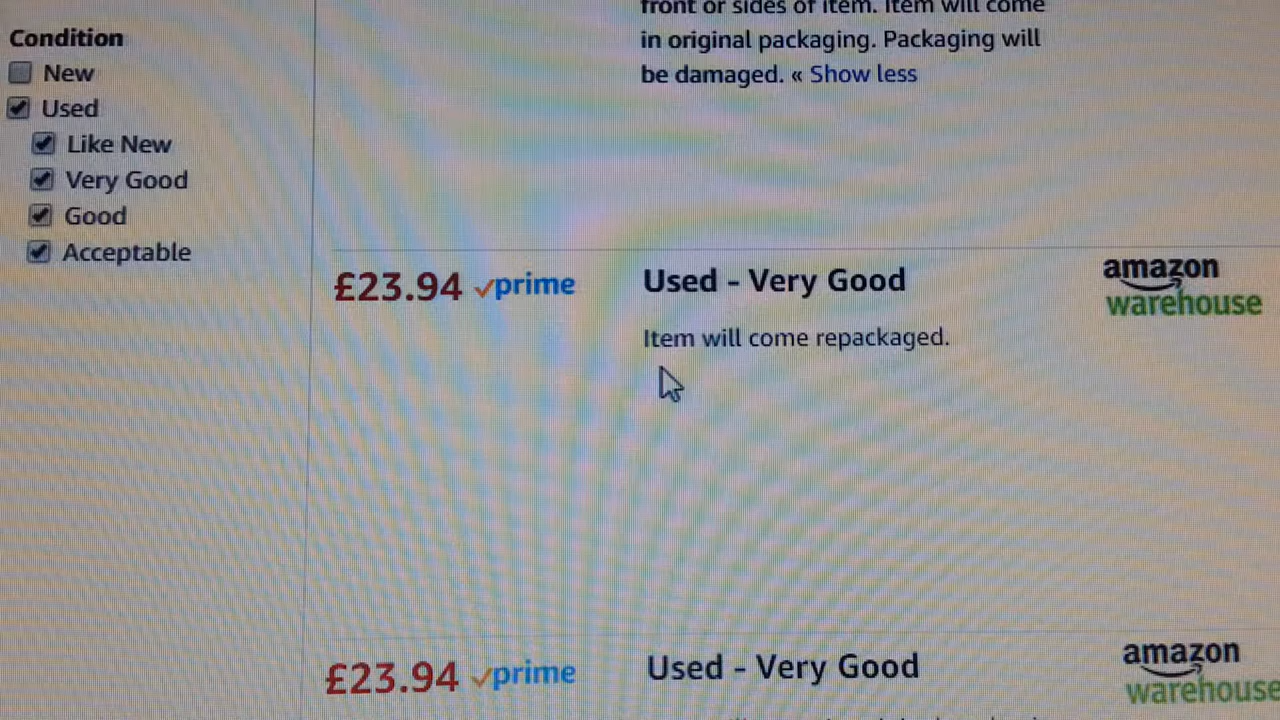 Condition
New
Used
Like New
Very Good
Good
Acceptable
front or sides of item. Item will come
in original packaging. Packaging will
be damaged. « Show less
£23.94 prime
Used - Very Good
Item will come repackaged.
amazon
warehouse
£23.94 prime
Used - Very Good
amazon
warehouse